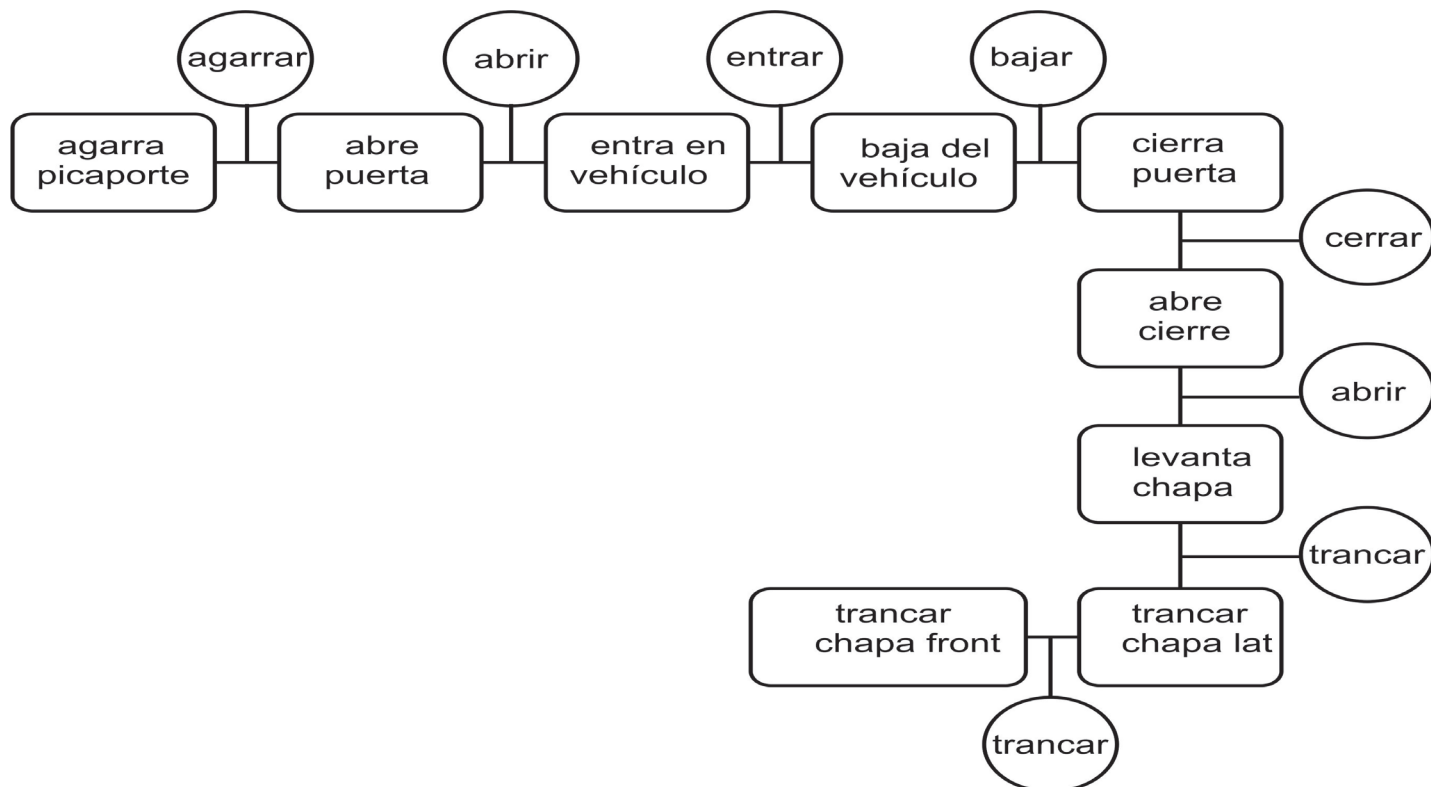 agarrar
abrir
entrar
bajar
agarra
picaporte
abre
puerta
entra en
vehículo
baja del
vehículo
cierra
puerta
cerrar
abre
cierre
abrir
levanta
chapa
trancar
trancar
chapa front
trancar
chapa lat
trancar